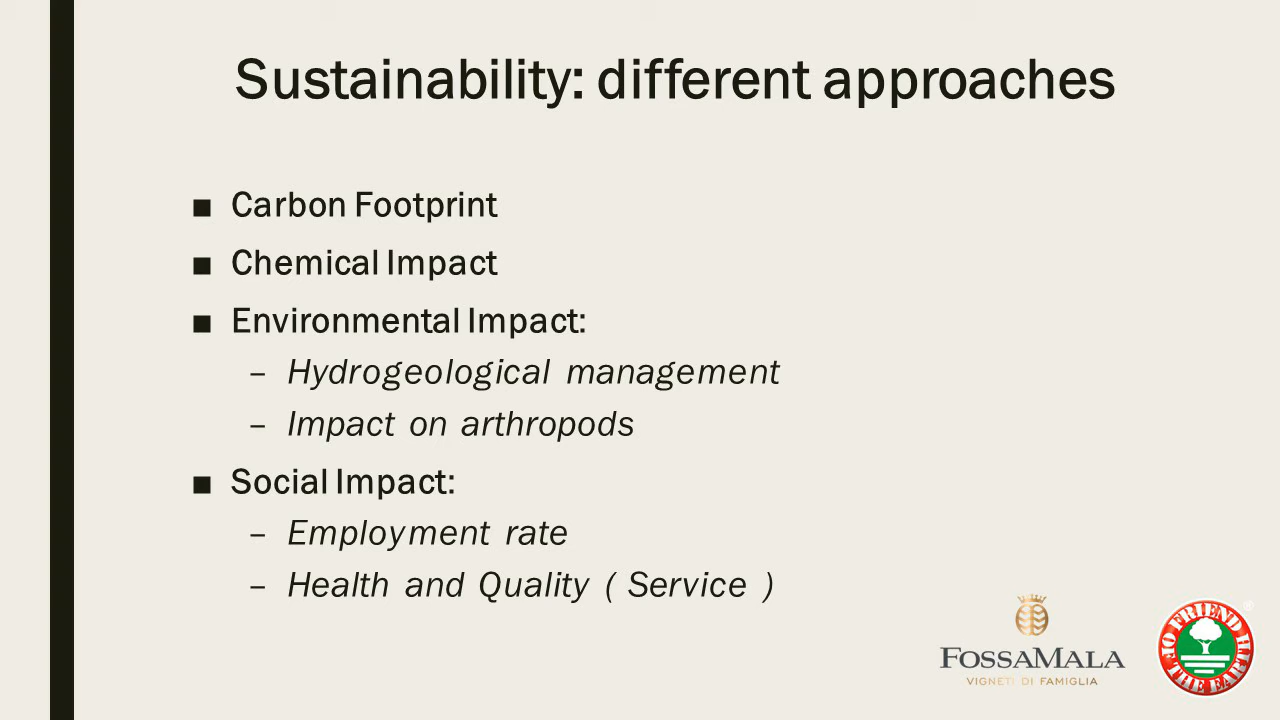 Sustainability: different approaches
■ Carbon Footprint
■ Chemical Impact
■ Environmental Impact:
– Hydrogeological management
– Impact on arthropods
■ Social Impact:
– Employment rate
– Health and Quality ( Service )
FOSSAMALA
VIGNETI DI FAMIGLIA
FRIEND
OF THE EARTH
®